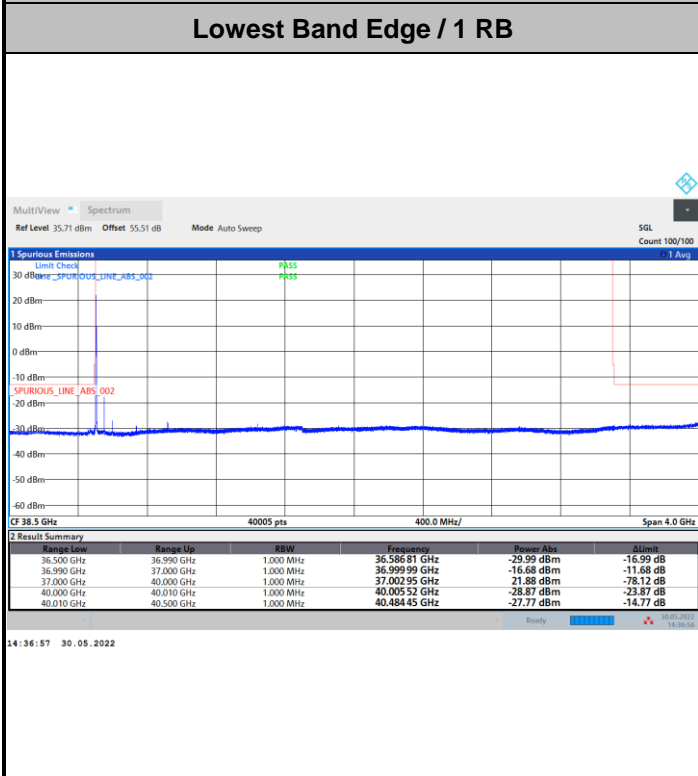 Lowest Band Edge / 1 RB
MultiView Spectrum
Ref Level 35.71 dBm Offset 55.51 dB Mode Auto Sweep SGL
Count 100/100
1 Spurious Emissions 1 Avg
Limit Check PASS
30 dBm Line _SPURIOUS_LINE_ABS_002 PASS
20 dBm
10 dBm
0 dBm
-10 dBm
_SPURIOUS_LINE_ABS_002
-20 dBm
-30 dBm
-40 dBm
-50 dBm
-60 dBm
CF 38.5 GHz 40005 pts 400.0 MHz/ Span 4.0 GHz
2 Result Summary
Range Low Range Up RBW Frequency Power Abs ΔLimit
36.500 GHz 36.990 GHz 1.000 MHz 36.586 81 GHz -29.99 dBm -16.99 dB
36.990 GHz 37.000 GHz 1.000 MHz 36.999 99 GHz -16.68 dBm -11.68 dB
37.000 GHz 40.000 GHz 1.000 MHz 37.002 95 GHz 21.88 dBm -78.12 dB
40.000 GHz 40.010 GHz 1.000 MHz 40.005 52 GHz -28.87 dBm -23.87 dB
40.010 GHz 40.500 GHz 1.000 MHz 40.484 45 GHz -27.77 dBm -14.77 dB
Ready 30.05.2022
14:36:56
14:36:57 30.05.2022